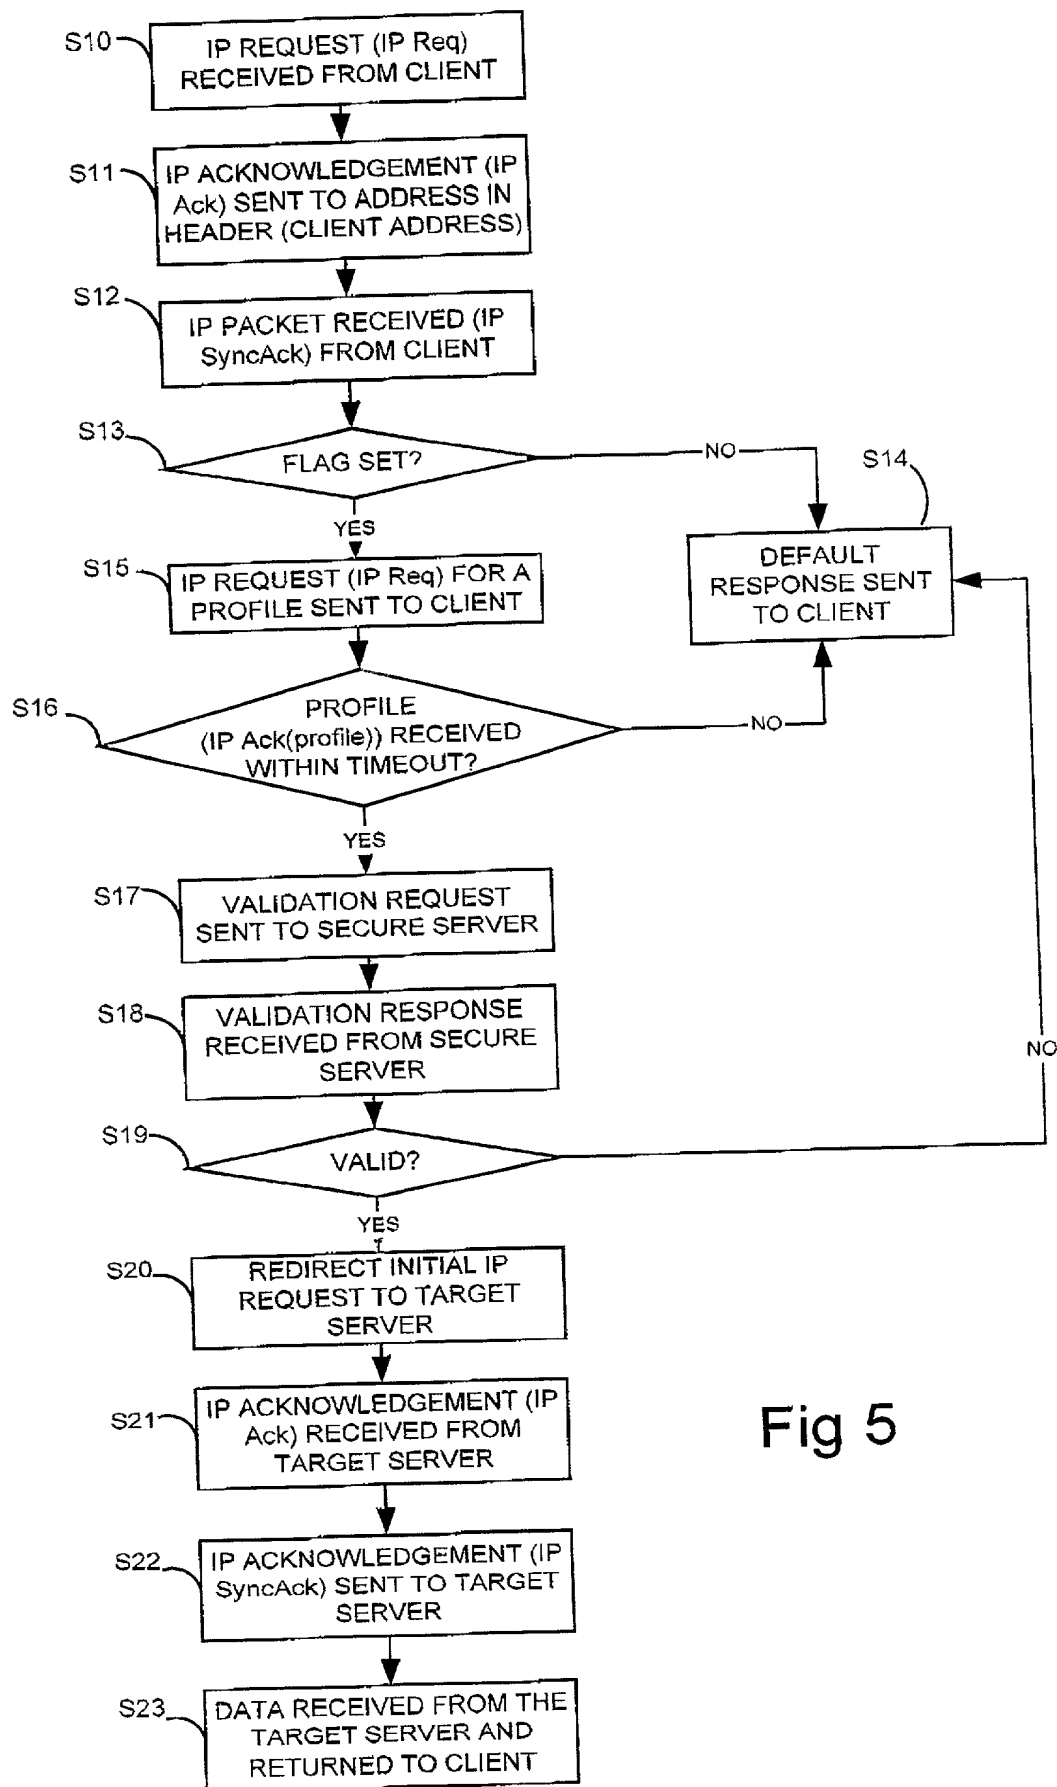 S10
IP REQUEST (IP Req)
RECEIVED FROM CLIENT
S11
IP ACKNOWLEDGEMENT (IP
Ack) SENT TO ADDRESS IN
HEADER (CLIENT ADDRESS)
S12
IP PACKET RECEIVED (IP
SyncAck) FROM CLIENT
S13
FLAG SET?
NO
S14
YES
DEFAULT
RESPONSE SENT
TO CLIENT
S15
IP REQUEST (IP Req) FOR A
PROFILE SENT TO CLIENT
S16
PROFILE
(IP Ack(profile)) RECEIVED
WITHIN TIMEOUT?
NO
YES
S17
VALIDATION REQUEST
SENT TO SECURE SERVER
S18
VALIDATION RESPONSE
RECEIVED FROM SECURE
SERVER
NO
S19
VALID?
YES
S20
REDIRECT INITIAL IP
REQUEST TO TARGET
SERVER
S21
IP ACKNOWLEDGEMENT (IP
Ack) RECEIVED FROM
TARGET SERVER
Fig 5
S22
IP ACKNOWLEDGEMENT (IP
SyncAck) SENT TO TARGET
SERVER
S23
DATA RECEIVED FROM THE
TARGET SERVER AND
RETURNED TO CLIENT